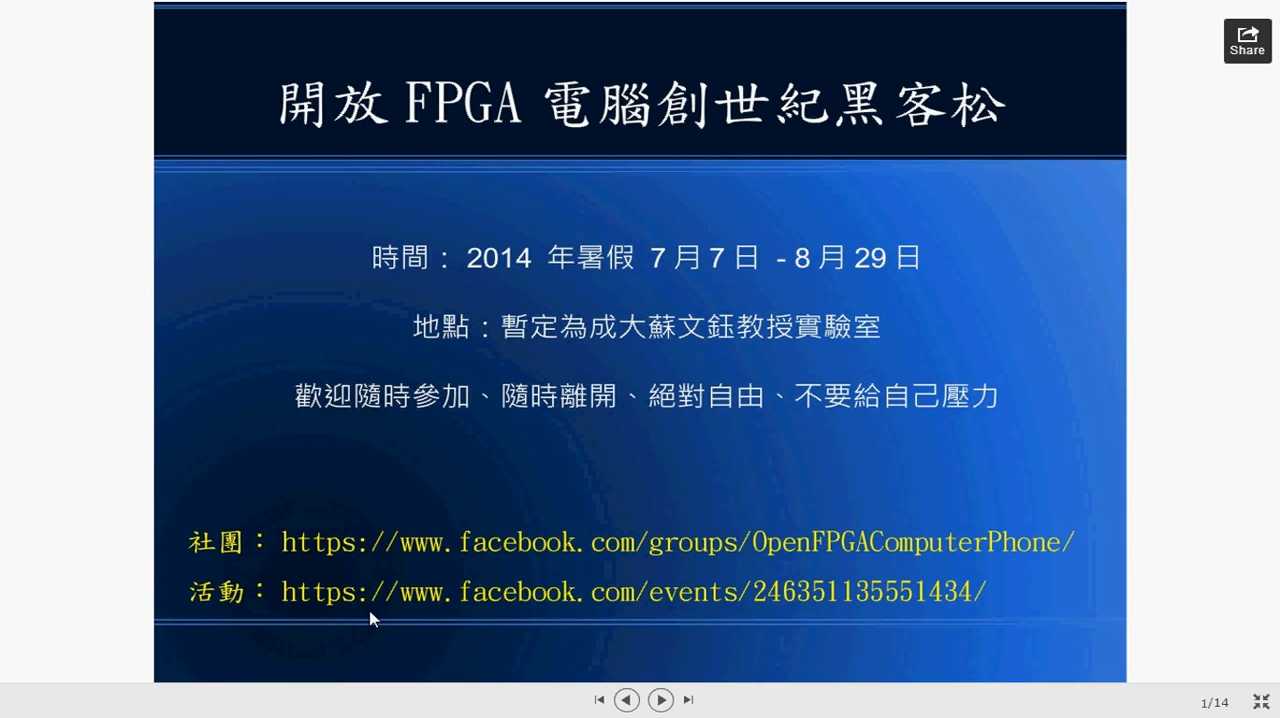 Share
開放 FPGA 電腦創世紀黑客松
時間： 2014 年暑假 7 月 7 日 - 8 月 29 日
地點：暫定為成大蘇文鈺教授實驗室
歡迎隨時參加、隨時離開、絕對自由、不要給自己壓力
社團： https://www.facebook.com/groups/OpenFPGAComputerPhone/
活動： https://www.facebook.com/events/246351135551434/
1/14